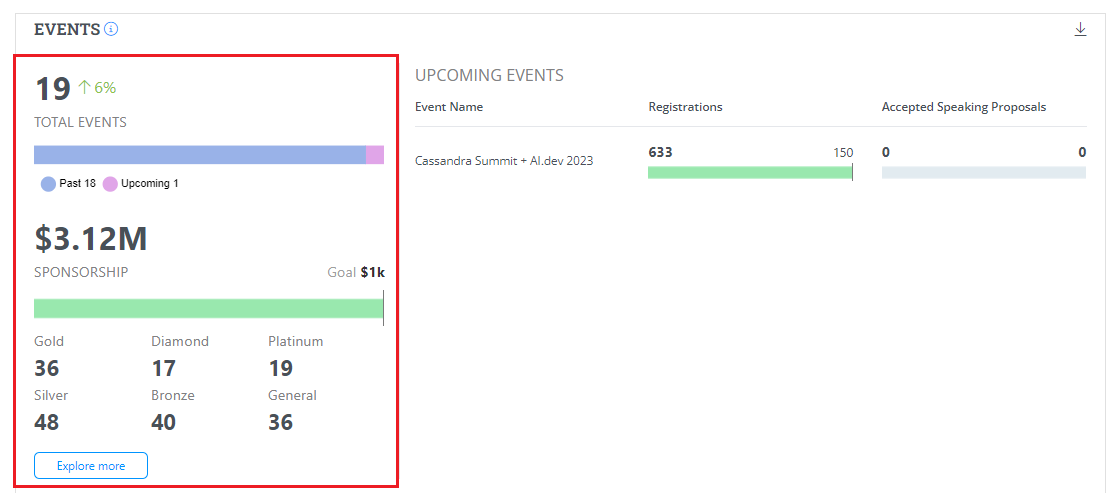 EVENTS
19 6%
TOTAL EVENTS
Past 18 Upcoming 1
$3.12M
SPONSORSHIP Goal $1k
Gold Diamond Platinum
36 17 19
Silver Bronze General
48 40 36
Explore more
UPCOMING EVENTS
Event Name Registrations Accepted Speaking Proposals
Cassandra Summit + AI.dev 2023 633 150 0 0